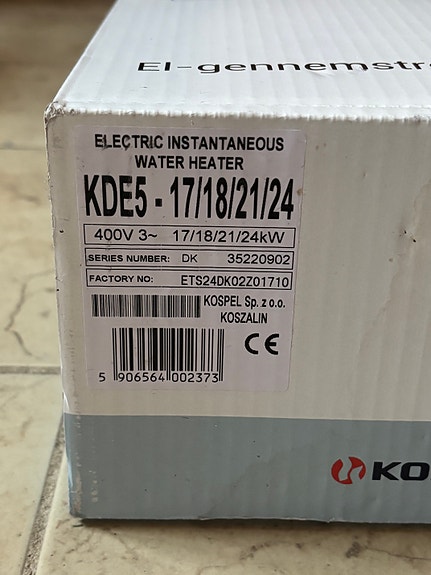 El-gennemstr
ELECTRIC INSTANTANEOUS
WATER HEATER
KDE5 - 17/18/21/24
400V 3~ 17/18/21/24kW
SERIES NUMBER: DK 35220902
FACTORY NO: ETS24DK02Z01710
KOSPEL Sp. z o.o.
KOSZALIN
CE
5 906564 002373
KO